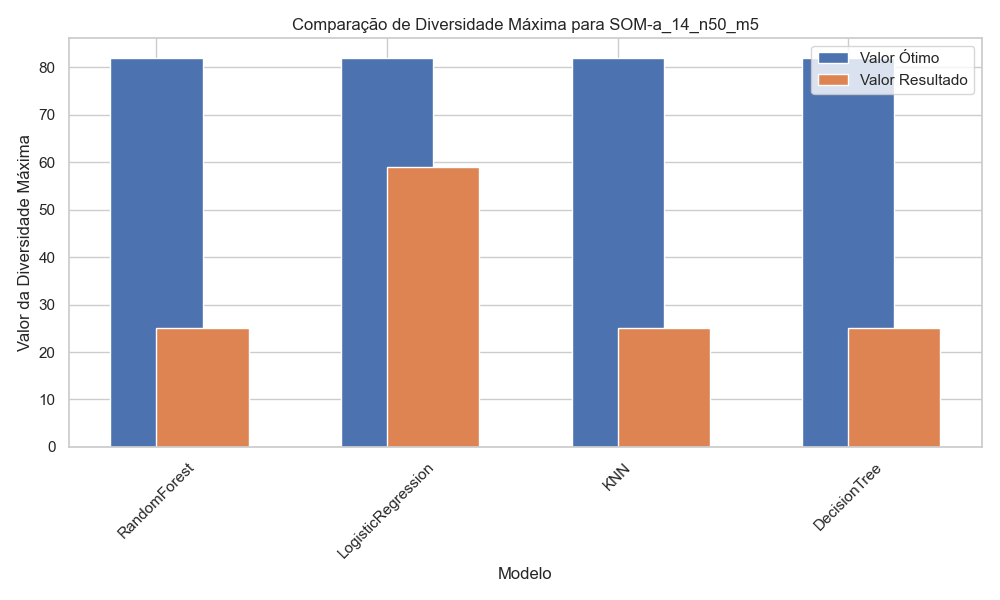 Comparação de Diversidade Máxima para SOM-a_14_n50_m5
Valor Ótimo
Valor Resultado
Valor da Diversidade Máxima
80
70
60
50
40
30
20
10
0
RandomForest
LogisticRegression
KNN
DecisionTree
Modelo